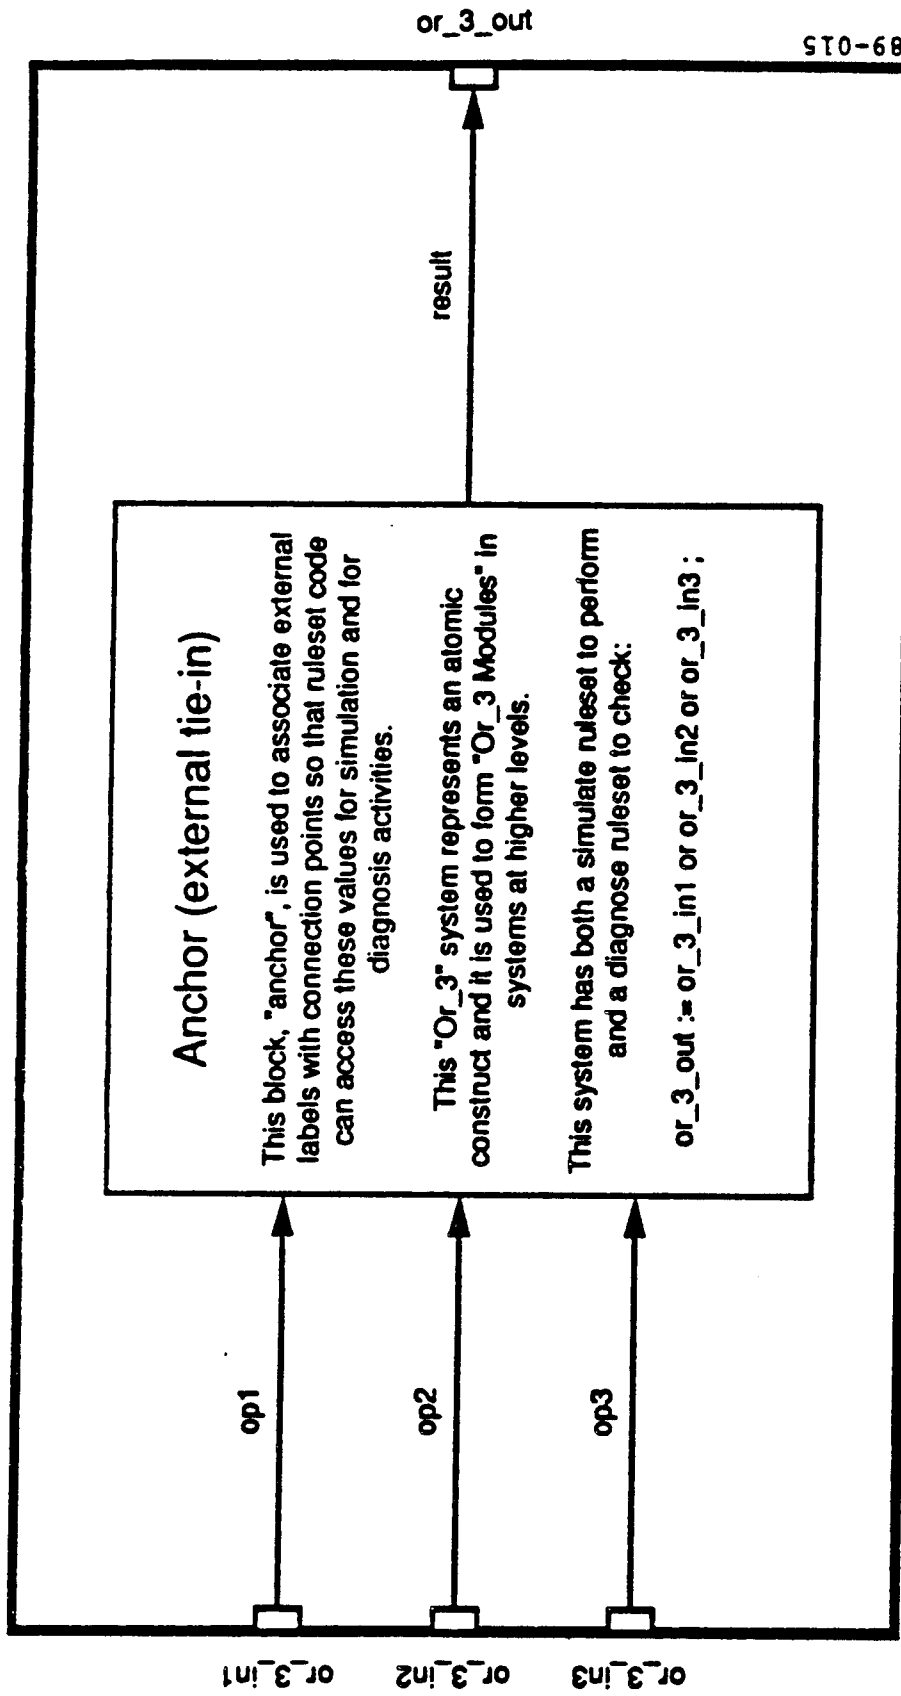 or_3_out
89-015
result
Anchor (external tie-in)
This block, "anchor", is used to associate external
labels with connection points so that ruleset code
can access these values for simulation and for
diagnosis activities.
This "Or_3" system represents an atomic
construct and it is used to form "Or_3 Modules" in
systems at higher levels.
This system has both a simulate ruleset to perform
and a diagnose ruleset to check:
or_3_out := or_3_in1 or or_3_in2 or or_3_in3 ;
op1
op2
op3
or_3_in1
or_3_in2
or_3_in3